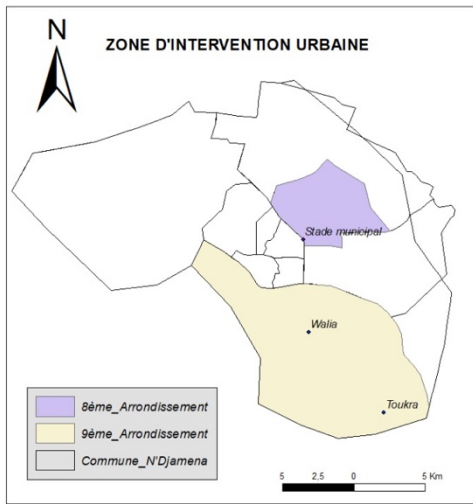 N
ZONE D'INTERVENTION URBAINE
Stade municipal
Walia
Toukra
8ème_Arrondissement
9ème_Arrondissement
Commune_N'Djamena
5 2,5 0 5 Km